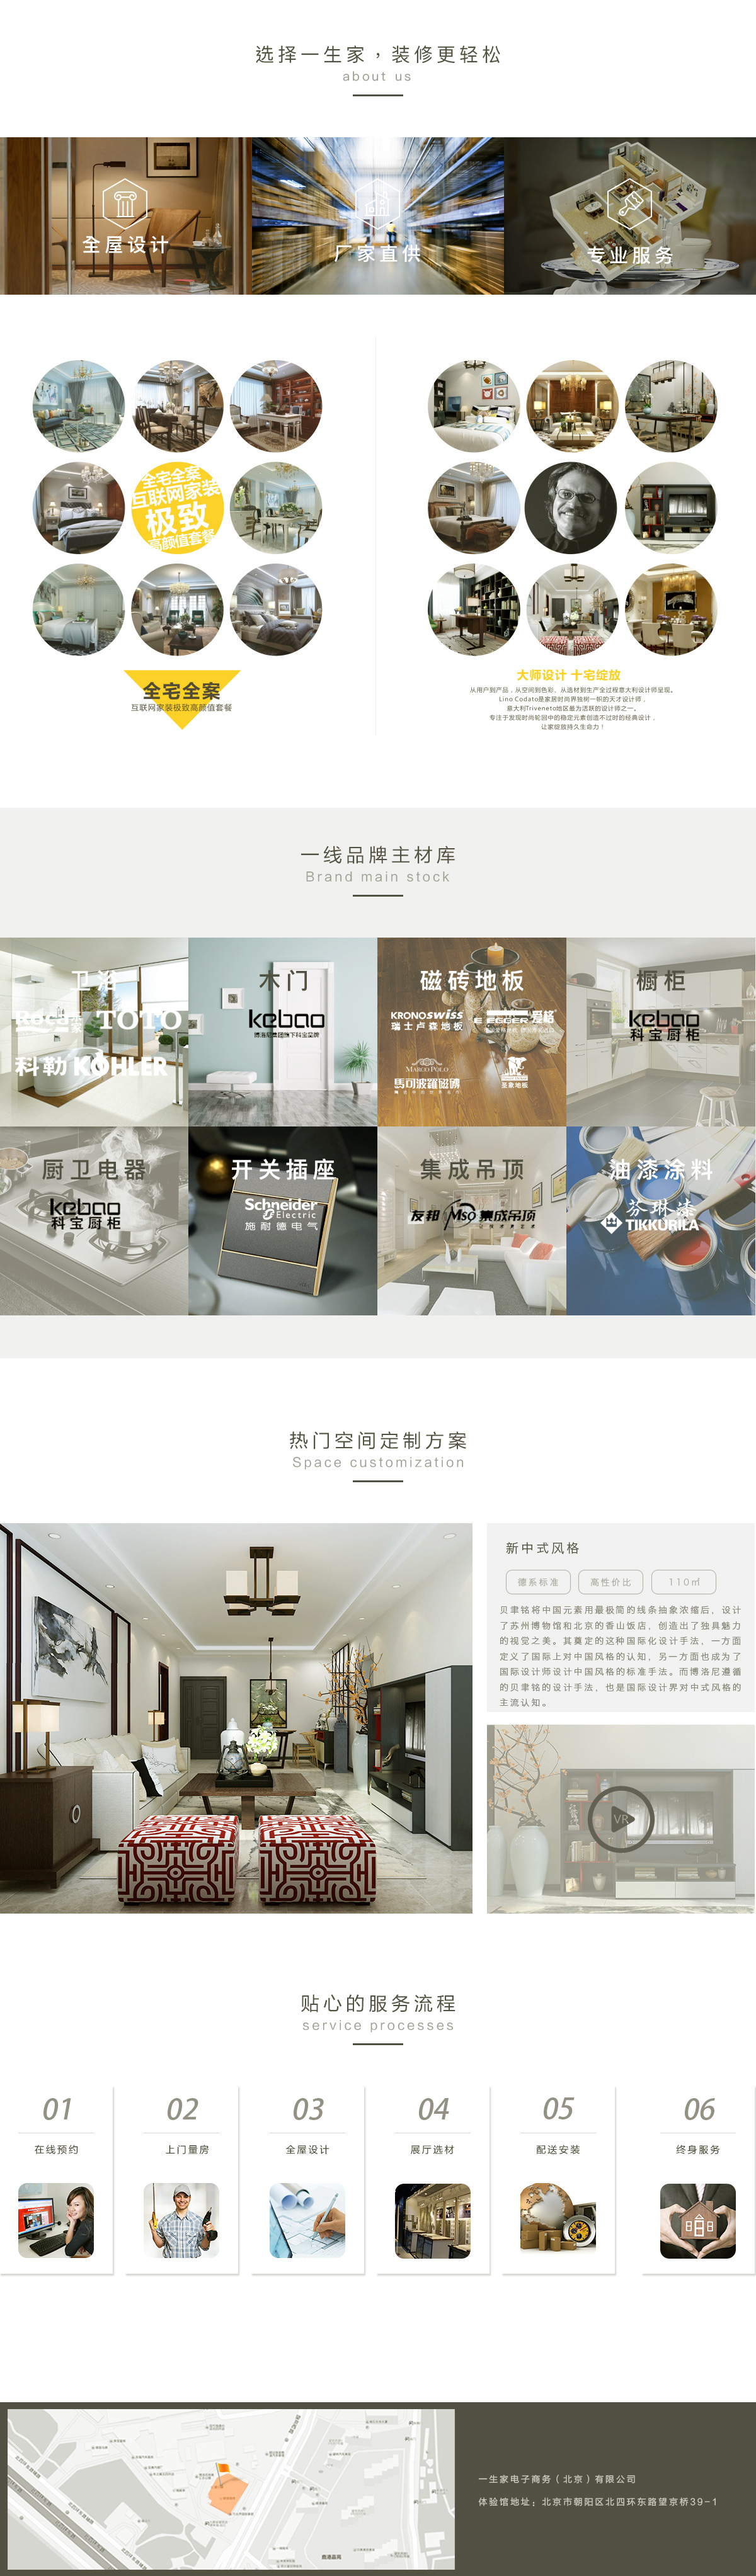 选择一生家，装修更轻松
about us
全屋设计
厂家直供
专业服务
全宅全案
互联网家装
极致
高颜值套餐
全宅全案
互联网家装极致高颜值套餐
大师设计 十宅绽放
从用户到产品，从空间到色彩，从选材到生产全过程意大利设计师呈现。
Lino Codato是家居时尚界独树一帜的天才设计师，
意大利Triveneto地区最为活跃的设计师之一。
专注于发现时尚轮回中的稳定元素创造不过时的经典设计，
让家绽放持久生命力！
一线品牌主材库
Brand main stock
卫浴
Roca TOTO
科勒 KOHLER
木门
kebao
博洛尼集团旗下科宝品牌
磁砖地板
KRONOSWISS
瑞士卢森地板
EGGER 爱格
MARCO POLO
馬可波羅磁磚
圣象地板
橱柜
kebao
科宝厨柜
厨卫电器
kebao
科宝厨柜
开关插座
Schneider
Electric
施耐德电气
集成吊顶
友邦 MSO 集成吊顶
油漆涂料
芬琳漆
TIKKURILA
热门空间定制方案
Space customization
新中式风格
德系标准
高性价比
110㎡
贝聿铭将中国元素用最极简的线条抽象浓缩后，设计
了苏州博物馆和北京的香山饭店，创造出了独具魅力
的视觉之美。其奠定的这种国际化设计手法，一方面
定义了国际上对中国风格的认知，另一方面也成为了
国际设计师设计中国风格的标准手法。而博洛尼遵循
的贝聿铭的设计手法，也是国际设计界对中式风格的
主流认知。
VR
贴心的服务流程
service processes
01
在线预约
02
上门量房
03
全屋设计
04
展厅选材
05
配送安装
06
终身服务
一生家电子商务（北京）有限公司
体验馆地址：北京市朝阳区北四环东路望京桥39-1